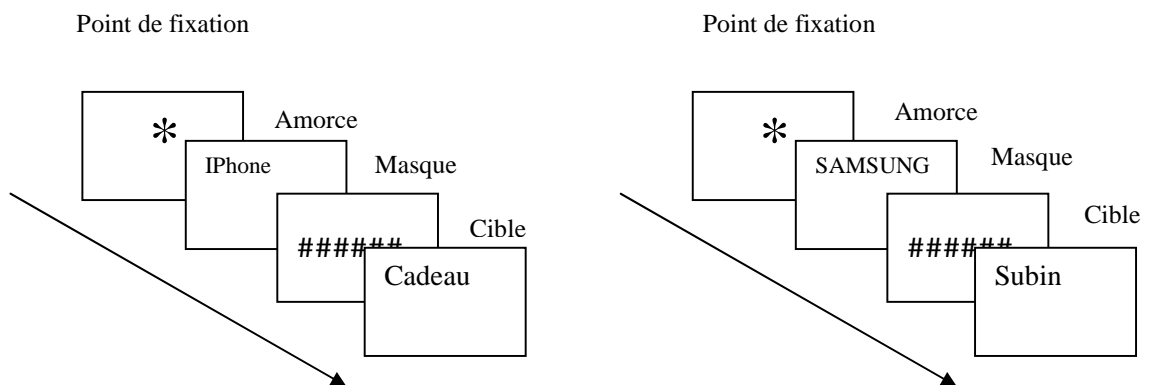 Point de fixation
*
Amorce
IPhone
Masque
######
Cible
Cadeau
Point de fixation
*
Amorce
SAMSUNG
Masque
######
Cible
Subin